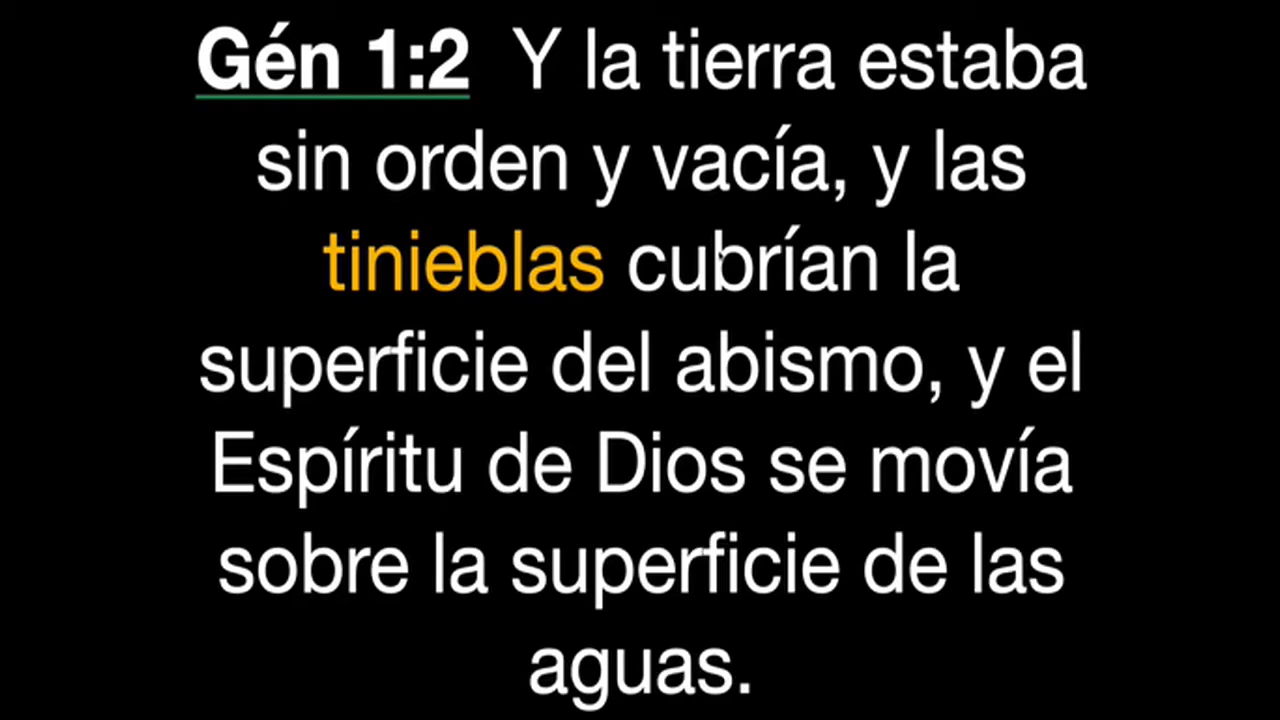 Gén 1:2 Y la tierra estaba
sin orden y vacía, y las
tinieblas cubrían la
superficie del abismo, y el
Espíritu de Dios se movía
sobre la superficie de las
aguas.